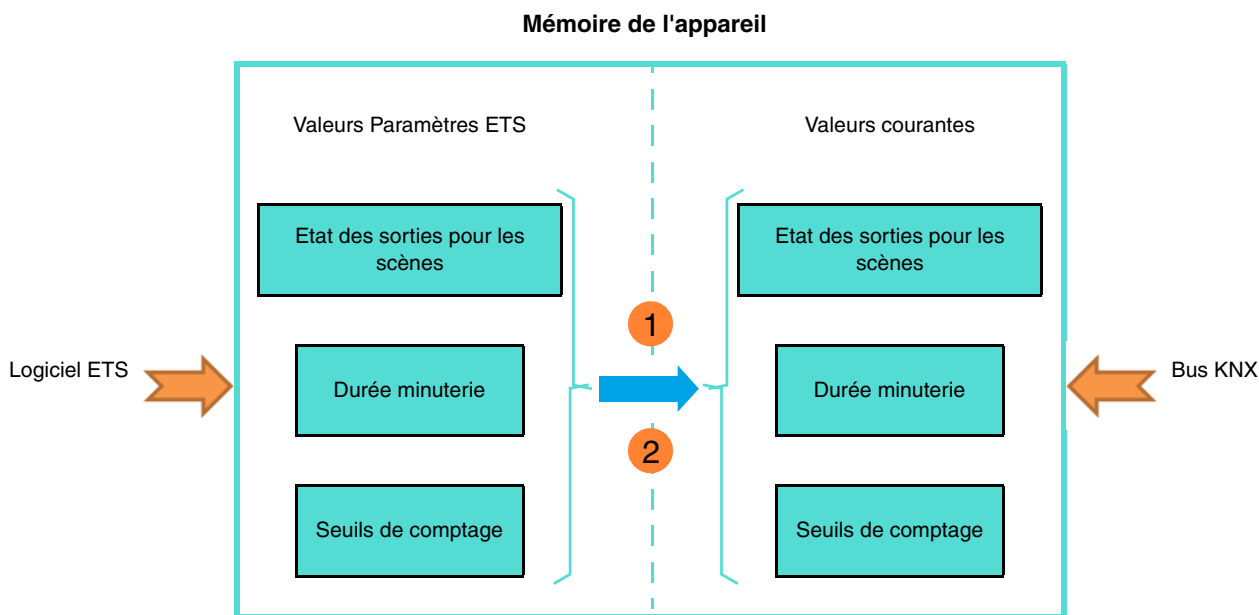 Mémoire de l'appareil
Valeurs Paramètres ETS
Valeurs courantes
Etat des sorties pour les
scènes
Etat des sorties pour les
scènes
1
Logiciel ETS
Durée minuterie
Durée minuterie
Bus KNX
2
Seuils de comptage
Seuils de comptage